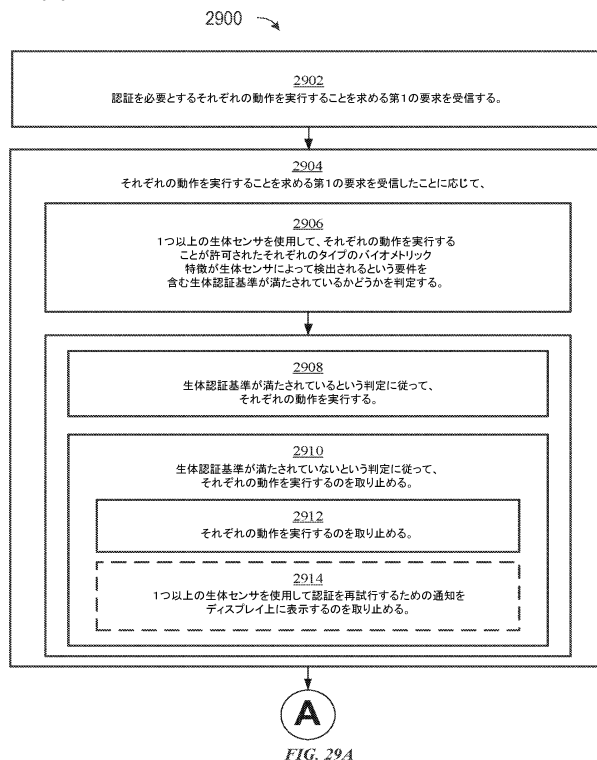 2900
2902
認証を必要とするそれぞれの動作を実行することを求める第1の要求を受信する。
2904
それぞれの動作を実行することを求める第1の要求を受信したことに応じて、
2906
1つ以上の生体センサを使用して、それぞれの動作を実行する
ことが許可されたそれぞれのタイプのバイオメトリック
特徴が生体センサによって検出されるという要件を
含む生体認証基準が満たされているかどうかを判定する。
2908
生体認証基準が満たされているという判定に従って、
それぞれの動作を実行する。
2910
生体認証基準が満たされていないという判定に従って、
それぞれの動作を実行するのを取り止める。
2912
それぞれの動作を実行するのを取り止める。
2914
1つ以上の生体センサを使用して認証を再試行するための通知を
ディスプレイ上に表示するのを取り止める。
A
FIG. 29A